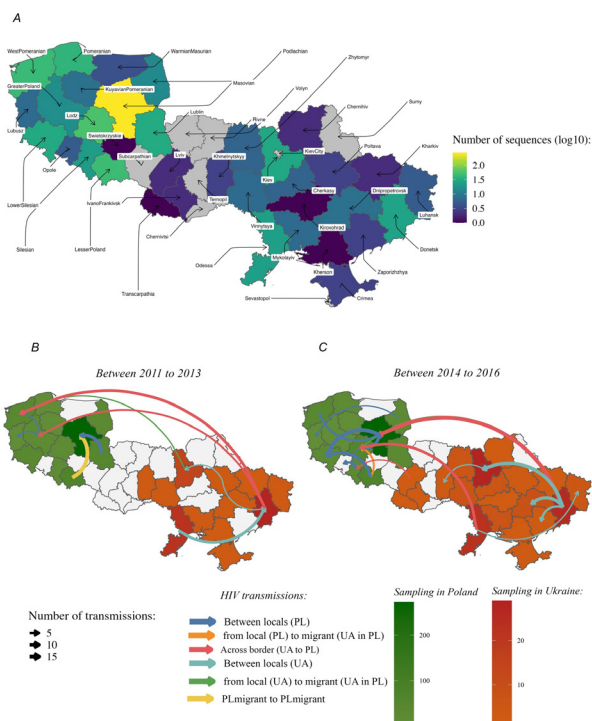 A
WestPomeranian
Pomeranian
WarmianMasurian
Podlachian
Zhytomyr
GreaterPoland
KuyavianPomeranian
Masovian
Volyn
Lublin
Rivne
Chernihiv
Sumy
Lodz
Lubusz
Swietokrzyskie
KievCity
Poltava
Kharkiv
Subcarpathian
Lviv
Khmelnytskyy
Opole
Kiev
Cherkasy
Dnipropetrovsk
LowerSilesian
IvanoFrankivsk
Ternopil
Luhansk
Silesian
LesserPoland
Chernivtsi
Vinnytsya
Kirovohrad
Donetsk
Transcarpathia
Odessa
Mykolayiv
Kherson
Zaporizhzhya
Sevastopol
Crimea
Number of sequences (log10):
2.0
1.5
1.0
0.5
0.0
B
Between 2011 to 2013
C
Between 2014 to 2016
Number of transmissions:
5
10
15
HIV transmissions:
Between locals (PL)
from local (PL) to migrant (UA in PL)
Across border (UA to PL)
Between locals (UA)
from local (UA) to migrant (UA in PL)
PLmigrant to PLmigrant
Sampling in Poland
200
100
Sampling in Ukraine:
20
10